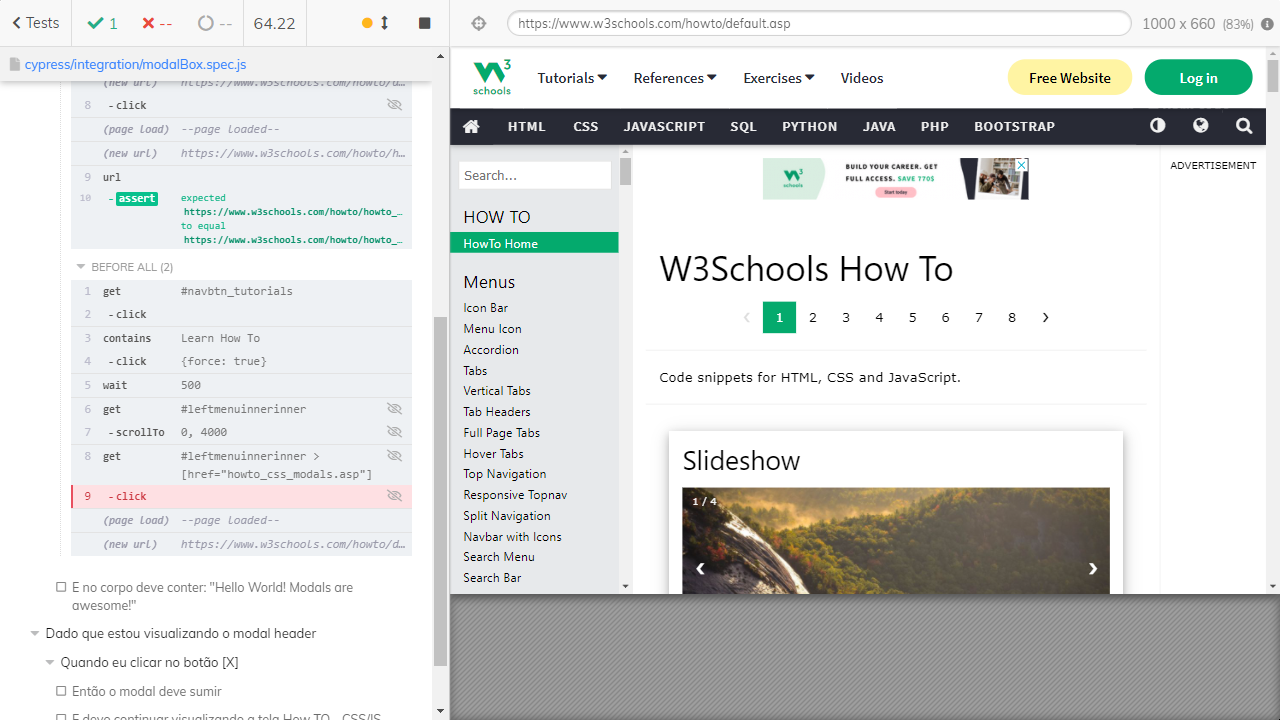 Tests
1
--
--
64.22
cypress/integration/modalBox.spec.js
(new url) https://www.w3schools.com/howto/h...
8 - click
(page load) --page loaded--
(new url) https://www.w3schools.com/howto/h...
9 url
10 - assert expected
https://www.w3schools.com/howto/howto_...
to equal
https://www.w3schools.com/howto/howto_...
BEFORE ALL (2)
1 get #navbtn_tutorials
2 - click
3 contains Learn How To
4 - click {force: true}
5 wait 500
6 get #leftmenuinnerinner
7 - scrollTo 0, 4000
8 get #leftmenuinnerinner >
[href="howto_css_modals.asp"]
9 - click
(page load) --page loaded--
(new url) https://www.w3schools.com/howto/d...
E no corpo deve conter: "Hello World! Modals are
awesome!"
Dado que estou visualizando o modal header
Quando eu clicar no botão [X]
Então o modal deve sumir
E devo continuar visualizando a tela How TO - CSS/JS
https://www.w3schools.com/howto/default.asp
1000 x 660 (83%)
W3
schools
Tutorials References Exercises Videos
Free Website
Log in
HTML CSS JAVASCRIPT SQL PYTHON JAVA PHP BOOTSTRAP
Search...
HOW TO
HowTo Home
Menus
Icon Bar
Menu Icon
Accordion
Tabs
Vertical Tabs
Tab Headers
Full Page Tabs
Hover Tabs
Top Navigation
Responsive Topnav
Split Navigation
Navbar with Icons
Search Menu
Search Bar
W3
schools
BUILD YOUR CAREER. GET
FULL ACCESS. SAVE 770$
Start today
ADVERTISEMENT
W3Schools How To
‹ 1 2 3 4 5 6 7 8 ›
Code snippets for HTML, CSS and JavaScript.
Slideshow
1 / 4
❮ ❯